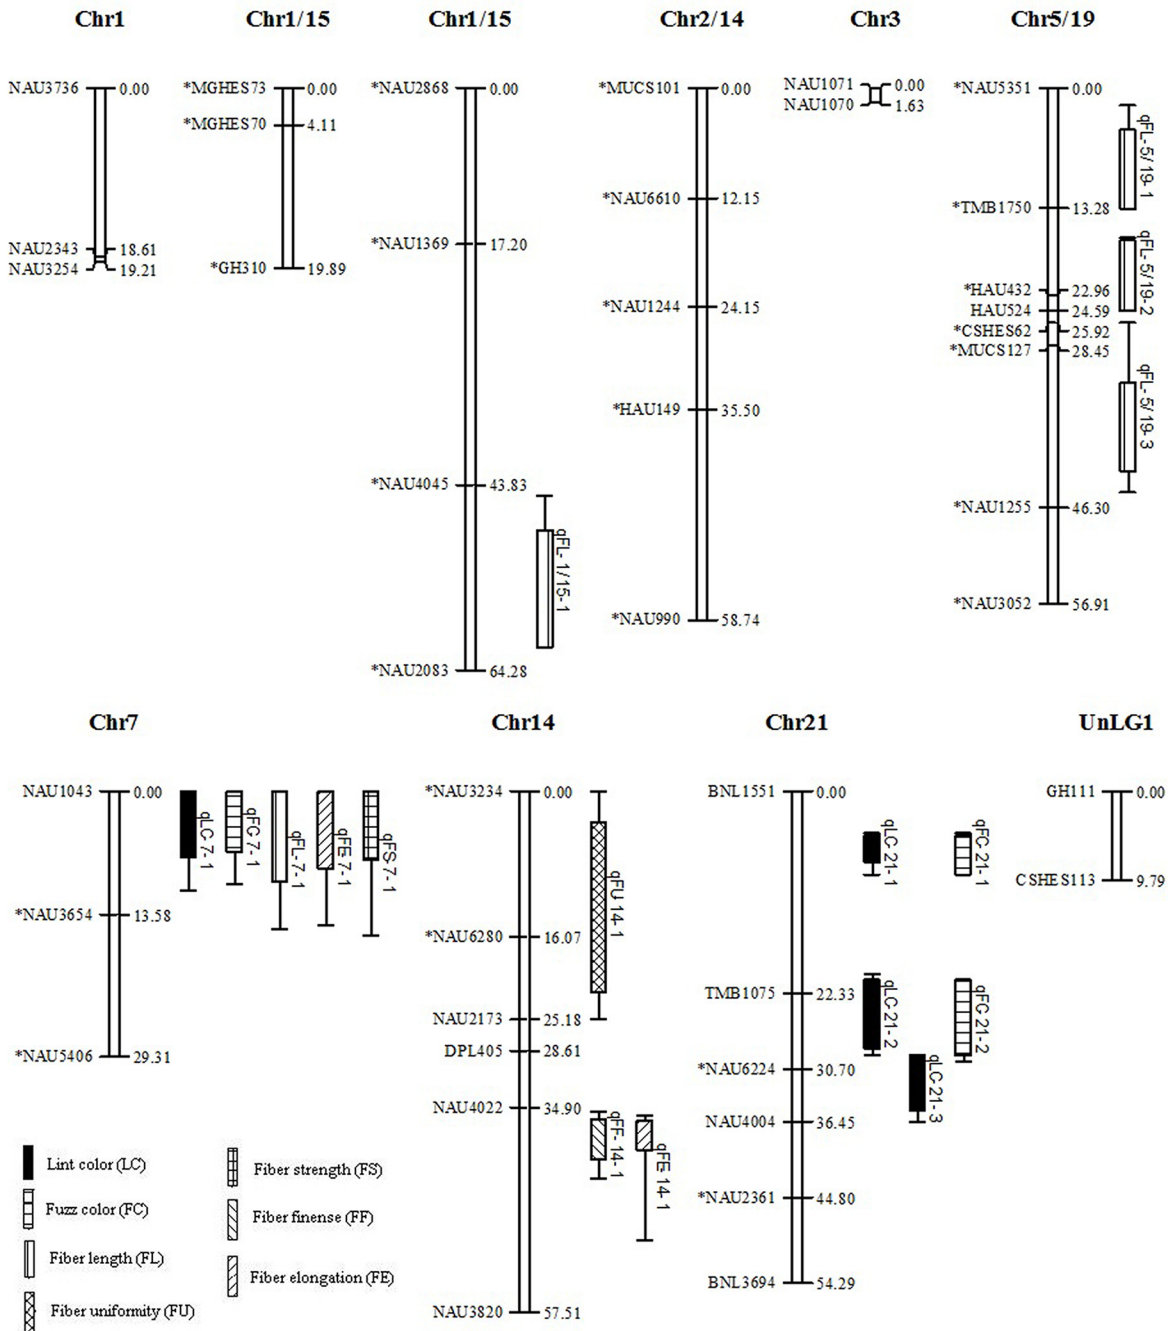 Chr1
NAU3736 0.00
NAU2343 18.61
NAU3254 19.21
Chr1/15
*MGHES73 0.00
*MGHES70 4.11
*GH310 19.89
Chr1/15
*NAU2868 0.00
*NAU1369 17.20
*NAU4045 43.83
*NAU2083 64.28
qFL-1/15-1
Chr2/14
*MUCS101 0.00
*NAU6610 12.15
*NAU1244 24.15
*HAU149 35.50
*NAU990 58.74
Chr3
NAU1071 0.00
NAU1070 1.63
Chr5/19
*NAU5351 0.00
*TMB1750 13.28
*HAU432 22.96
HAU524 24.59
*CSHES62 25.92
*MUCS127 28.45
*NAU1255 46.30
*NAU3052 56.91
qFL-5/19-1
qFL-5/19-2
qFL-5/19-3
Chr7
NAU1043 0.00
*NAU3654 13.58
*NAU5406 29.31
qLC-7-1
qFC-7-1
qFL-7-1
qFE-7-1
qFS-7-1
Chr14
*NAU3234 0.00
*NAU6280 16.07
NAU2173 25.18
DPL405 28.61
NAU4022 34.90
NAU3820 57.51
qFU-14-1
qFF-14-1
qFE-14-1
Chr21
BNL1551 0.00
TMB1075 22.33
*NAU6224 30.70
NAU4004 36.45
*NAU2361 44.80
BNL3694 54.29
qLC-21-1
qFC-21-1
qLC-21-2
qFC-21-2
qLC-21-3
UnLG1
GH111 0.00
CSHES113 9.79
Lint color (LC)
Fuzz color (FC)
Fiber length (FL)
Fiber uniformity (FU)
Fiber strength (FS)
Fiber finense (FF)
Fiber elongation (FE)